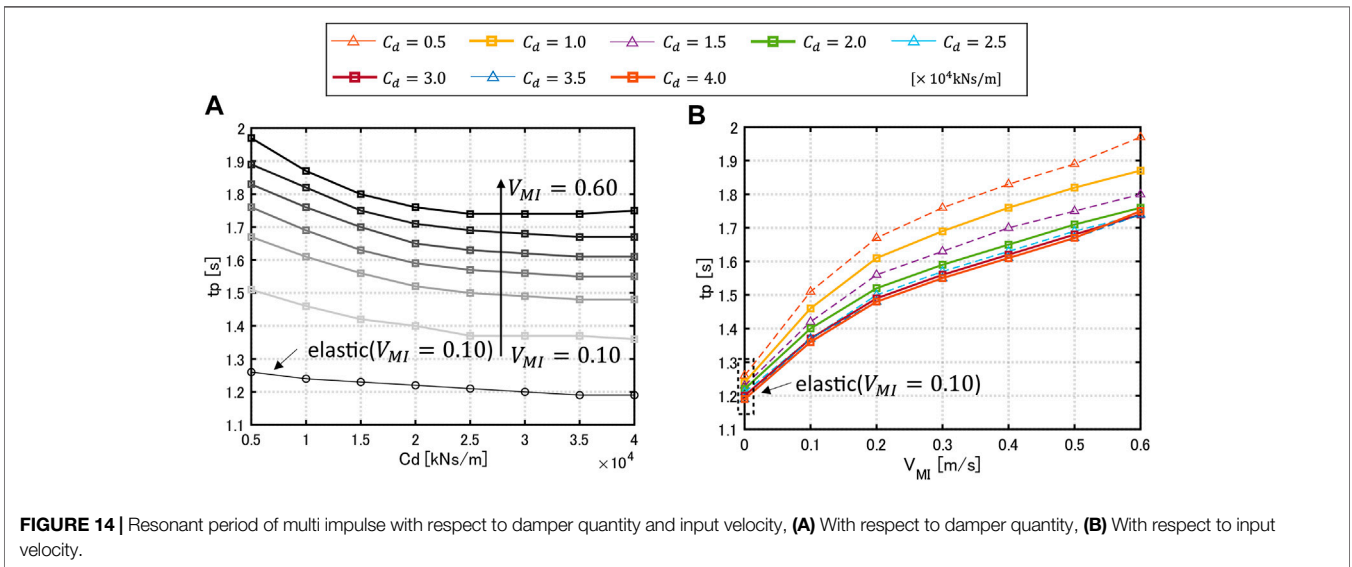 C_d = 0.5 C_d = 1.0 C_d = 1.5 C_d = 2.0 C_d = 2.5
C_d = 3.0 C_d = 3.5 C_d = 4.0 [× 10⁴kNs/m]
A
2
1.9
1.8
1.7
1.6
1.5
1.4
1.3
1.2
1.1
tp [s]
V_MI = 0.60
elastic(V_MI = 0.10) V_MI = 0.10
0.5 1 1.5 2 2.5 3 3.5 4
Cd [kNs/m] ×10⁴
B
2
1.9
1.8
1.7
1.6
1.5
1.4
1.3
1.2
1.1
tp [s]
elastic(V_MI = 0.10)
0 0.1 0.2 0.3 0.4 0.5 0.6
V_MI [m/s]
FIGURE 14 | Resonant period of multi impulse with respect to damper quantity and input velocity, (A) With respect to damper quantity, (B) With respect to input
velocity.